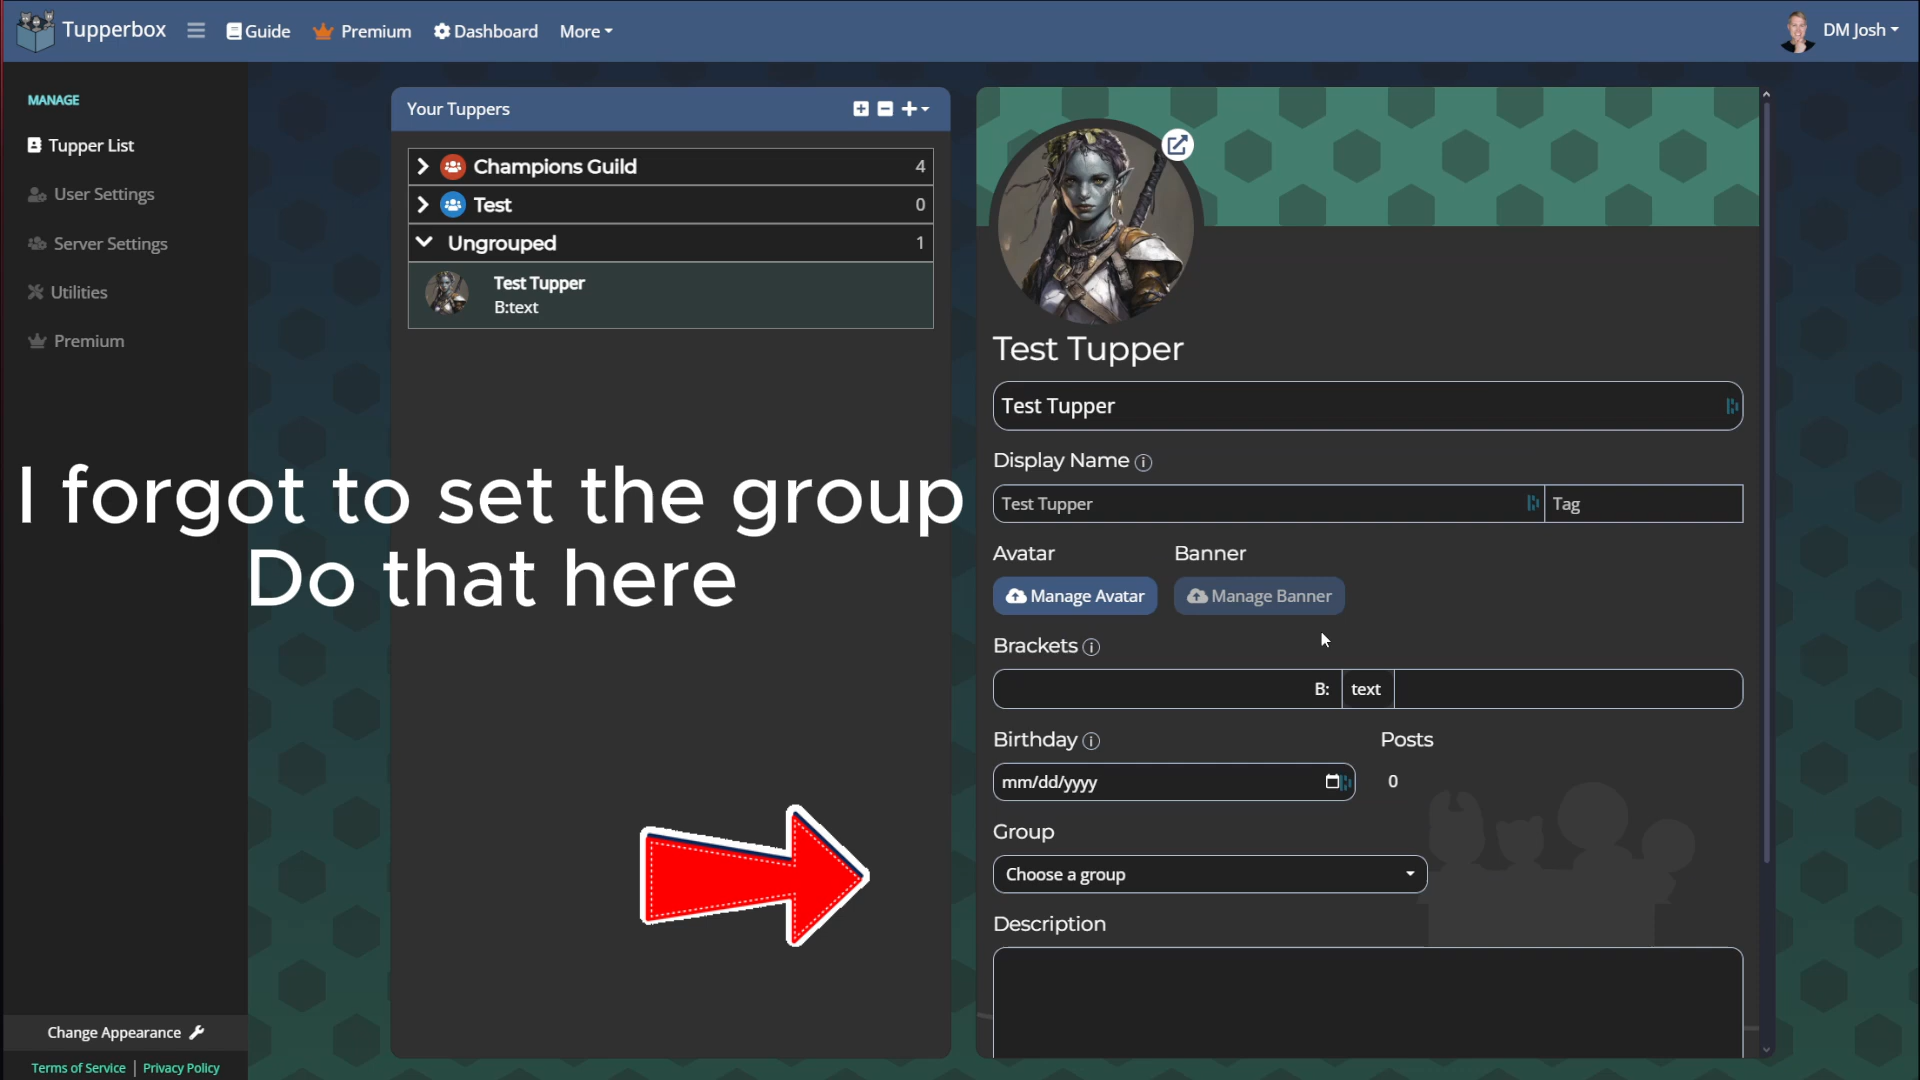 Tupperbox
Guide
Premium
Dashboard
More
DM Josh
MANAGE
Tupper List
User Settings
Server Settings
Utilities
Premium
Your Tuppers
Champions Guild 4
Test 0
Ungrouped 1
Test Tupper
B:text
I forgot to set the group
Do that here
Test Tupper
Test Tupper
Display Name
Test Tupper
Tag
Avatar
Banner
Manage Avatar
Manage Banner
Brackets
B: text
Birthday
Posts
mm/dd/yyyy
0
Group
Choose a group
Description
Change Appearance
Terms of Service | Privacy Policy